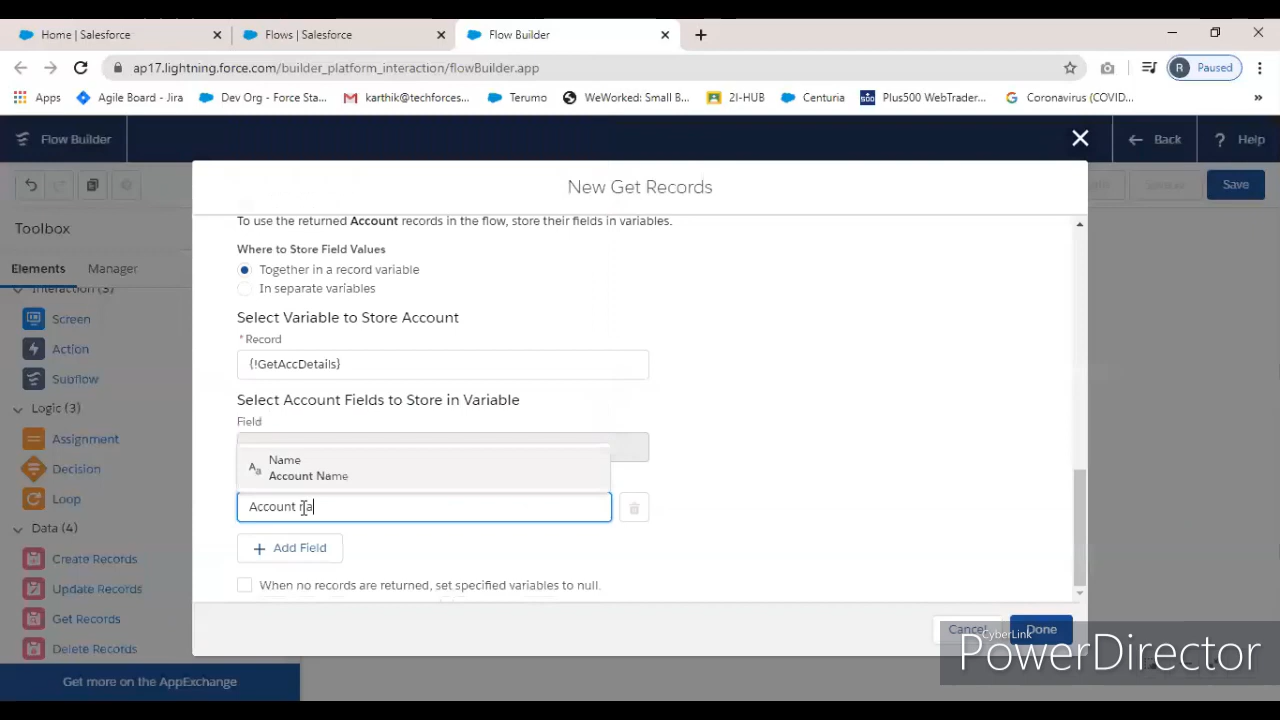 Home | Salesforce
Flows | Salesforce
Flow Builder
ap17.lightning.force.com/builder_platform_interaction/flowBuilder.app
R Paused
Apps
Agile Board - Jira
Dev Org - Force Sta...
karthik@techforces...
Terumo
WeWorked: Small B...
2I-HUB
Centuria
500
Plus500 WebTrader...
Coronavirus (COVID...
Flow Builder
Back
? Help
New Get Records
Save
Toolbox
To use the returned Account records in the flow, store their fields in variables.
Where to Store Field Values
Elements
Manager
Together in a record variable
Interaction (3)
In separate variables
Screen
Select Variable to Store Account
*Record
Action
{!GetAccDetails}
Subflow
Select Account Fields to Store in Variable
Logic (3)
Field
Assignment
Name
Aa
Account Name
Decision
Loop
Account
Data (4)
Add Field
Create Records
When no records are returned, set specified variables to null.
Update Records
Get Records
Cancel
Done
CyberLink
PowerDirector
Delete Records
Get more on the AppExchange